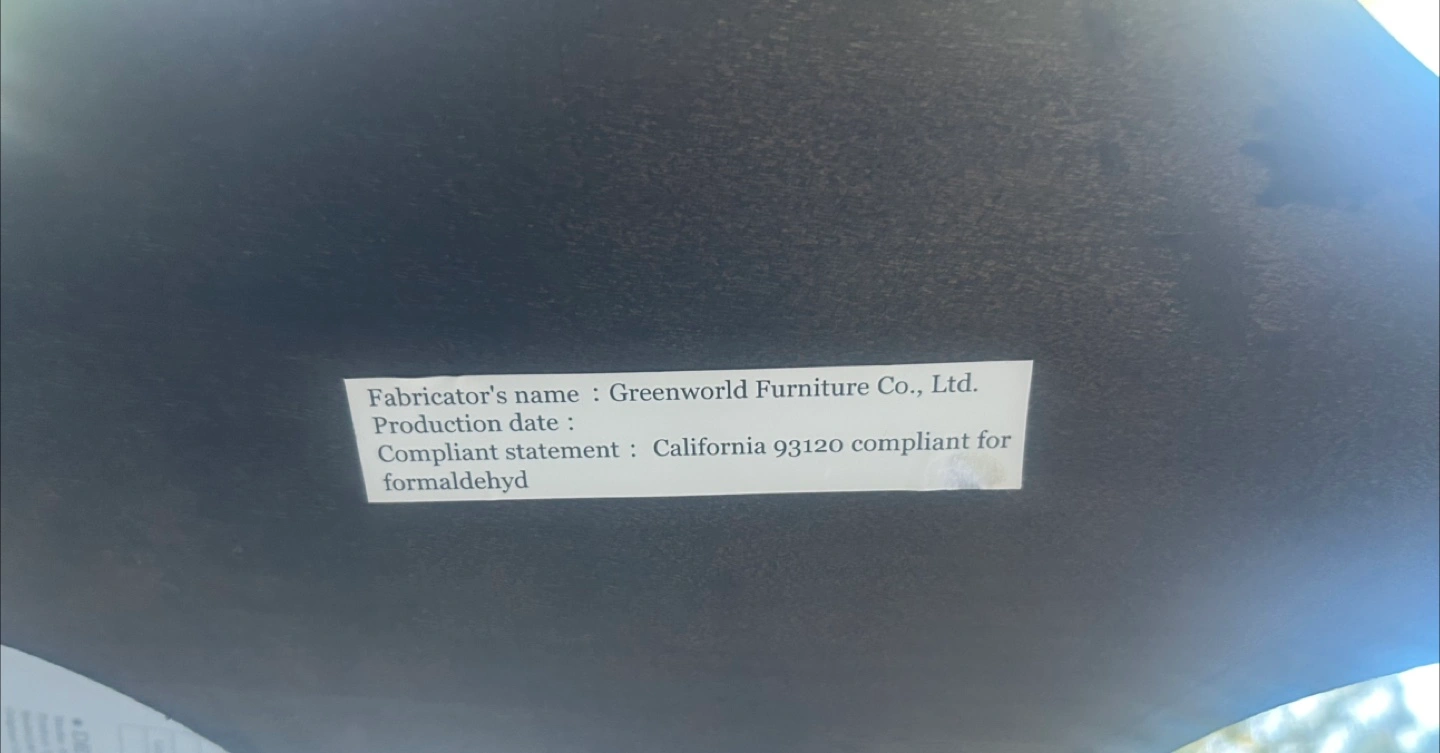 Fabricator's name : Greenworld Furniture Co., Ltd.
Production date :
Compliant statement : California 93120 compliant for
formaldehyd